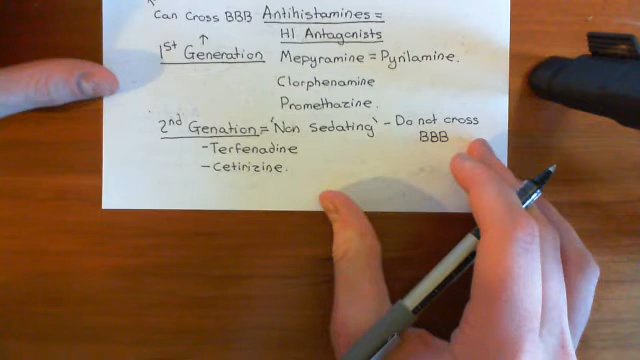 Can Cross BBB Antihistamines =
H1 Antagonists
1st Generation Mepyramine = Pyrilamine.
Clorphenamine
Promethazine.
2nd Genation = 'Non Sedating' - Do not cross
BBB
- Terfenadine
- Cetirizine.